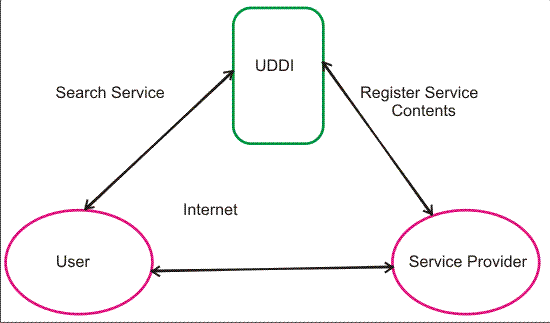 UDDI
Search Service
Register Service
Contents
Internet
User
Service Provider